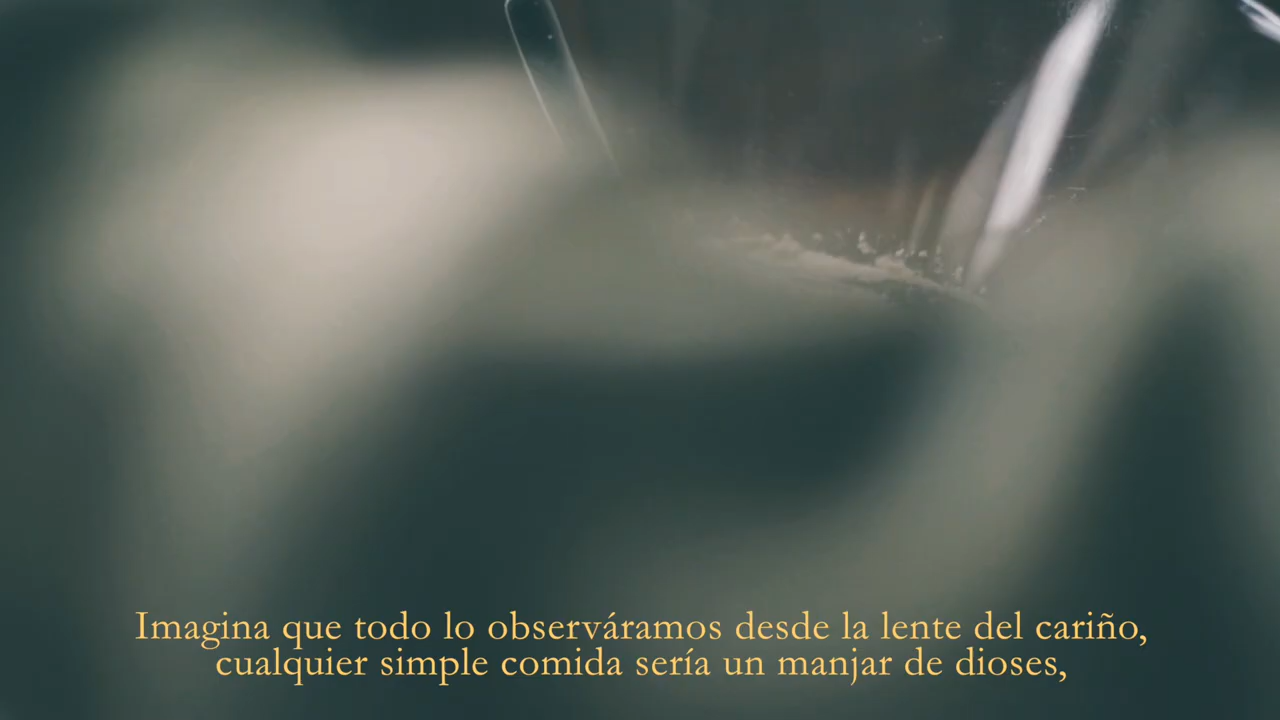 Imagina que todo lo observáramos desde la lente del cariño,
cualquier simple comida sería un manjar de dioses,